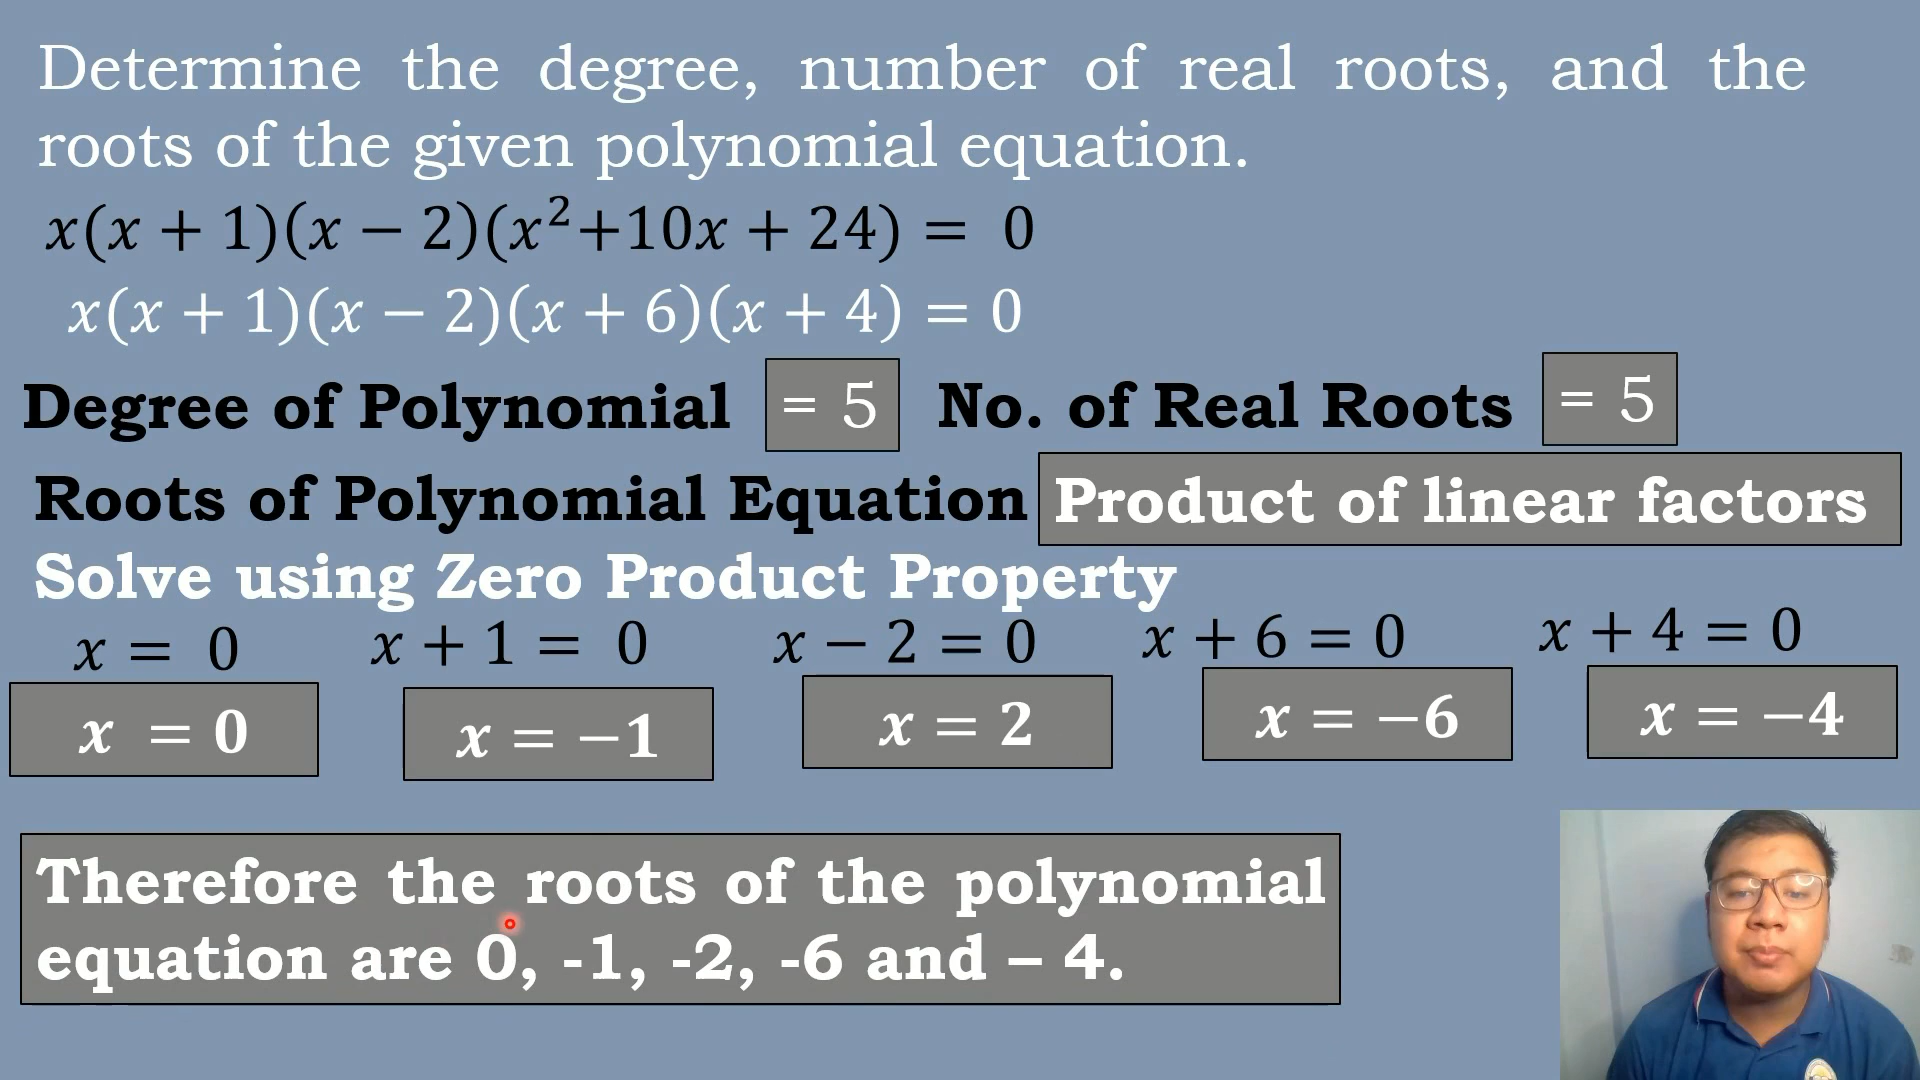 Determine the degree, number of real roots, and the
roots of the given polynomial equation.
x(x + 1)(x − 2)(x²+10x + 24) = 0
x(x + 1)(x − 2)(x + 6)(x + 4) = 0
Degree of Polynomial = 5 No. of Real Roots = 5
Roots of Polynomial Equation Product of linear factors
Solve using Zero Product Property
x = 0 x + 1 = 0 x − 2 = 0 x + 6 = 0 x + 4 = 0
x = 0 x = −1 x = 2 x = −6 x = −4
Therefore the roots of the polynomial
equation are 0, -1, -2, -6 and – 4.